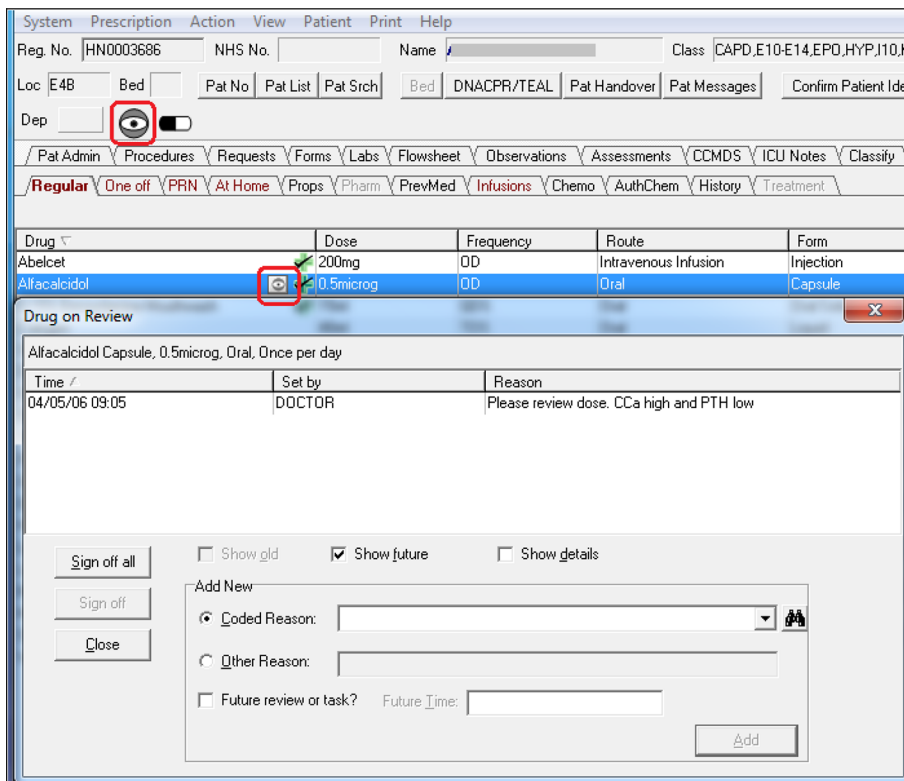 System Prescription Action View Patient Print Help
Reg. No. HN0003686 NHS No. Name Class CAPD,E10-E14,EPO,HYP,I10,
Loc E4B Bed Pat No Pat List Pat Srch Bed DNACPR/TEAL Pat Handover Pat Messages Confirm Patient Ide
Dep
Pat Admin Procedures Requests Forms Labs Flowsheet Observations Assessments CCMDS ICU Notes Classify
Regular One off PRN At Home Props Pharm PrevMed Infusions Chemo AuthChem History Treatment
Drug Dose Frequency Route Form
Abelcet 200mg OD Intravenous Infusion Injection
Alfacalcidol 0.5microg OD Oral Capsule
Drug on Review
Alfacalcidol Capsule, 0.5microg, Oral, Once per day
Time Set by Reason
04/05/06 09:05 DOCTOR Please review dose. CCa high and PTH low
Sign off all Show old Show future Show details
Add New
Sign off
Coded Reason:
Close
Other Reason:
Future review or task? Future Time:
Add